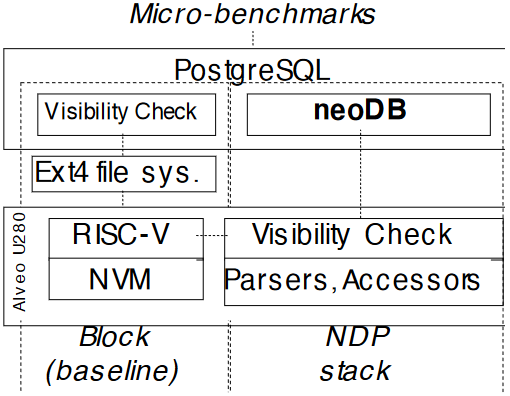 Micro-benchmarks
PostgreSQL
Visibility Check
neoDB
Ext4 file sys.
Alveo U280
RISC-V
Visibility Check
NVM
Parsers, Accessors
Block
(baseline)
NDP
stack